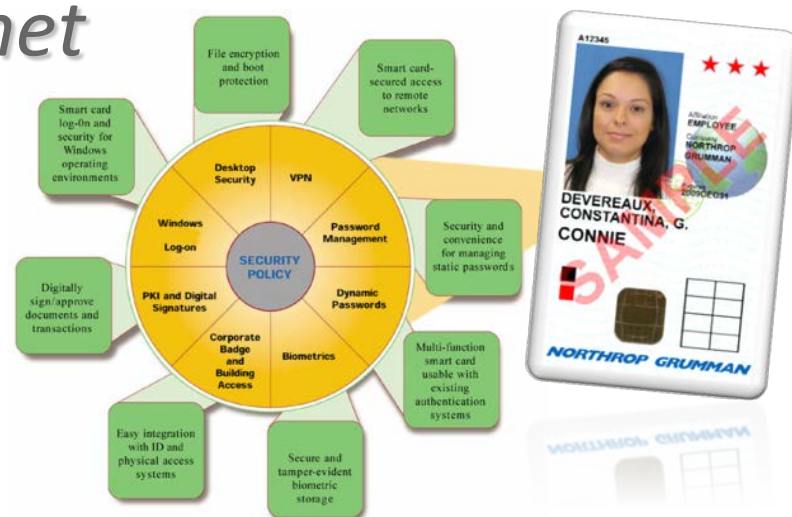 net
File encryption
and boot
protection
Smart card-
secured access
to remote
networks
Smart card
log-0n and
security for
Windows
operating
environments
Security and
convenience
for managing
static passwords
Digitally
sign/approve
documents and
transactions
Multi-function
smart card
usable with
existing
authentication
systems
Easy integration
with ID and
physical access
systems
Secure and
tamper-evident
biometric
storage
Desktop
Security
VPN
Windows
Log-on
Password
Management
SECURITY
POLICY
PKI and Digital
Signatures
Dynamic
Passwords
Corporate
Badge
and
Building
Access
Biometrics
A12345
Affiliation
EMPLOYEE
Company
NORTHROP
GRUMMAN
2009DEC31
DEVEREAUX,
CONSTANTINA, G.
CONNIE
SAMPLE
NORTHROP GRUMMAN